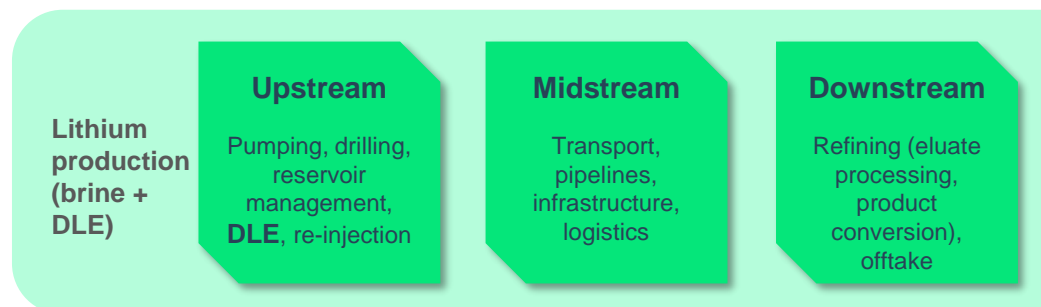 Lithium
production
(brine +
DLE)
Upstream
Pumping, drilling,
reservoir
management,
DLE, re-injection
Midstream
Transport,
pipelines,
infrastructure,
logistics
Downstream
Refining (eluate
processing,
product
conversion),
offtake